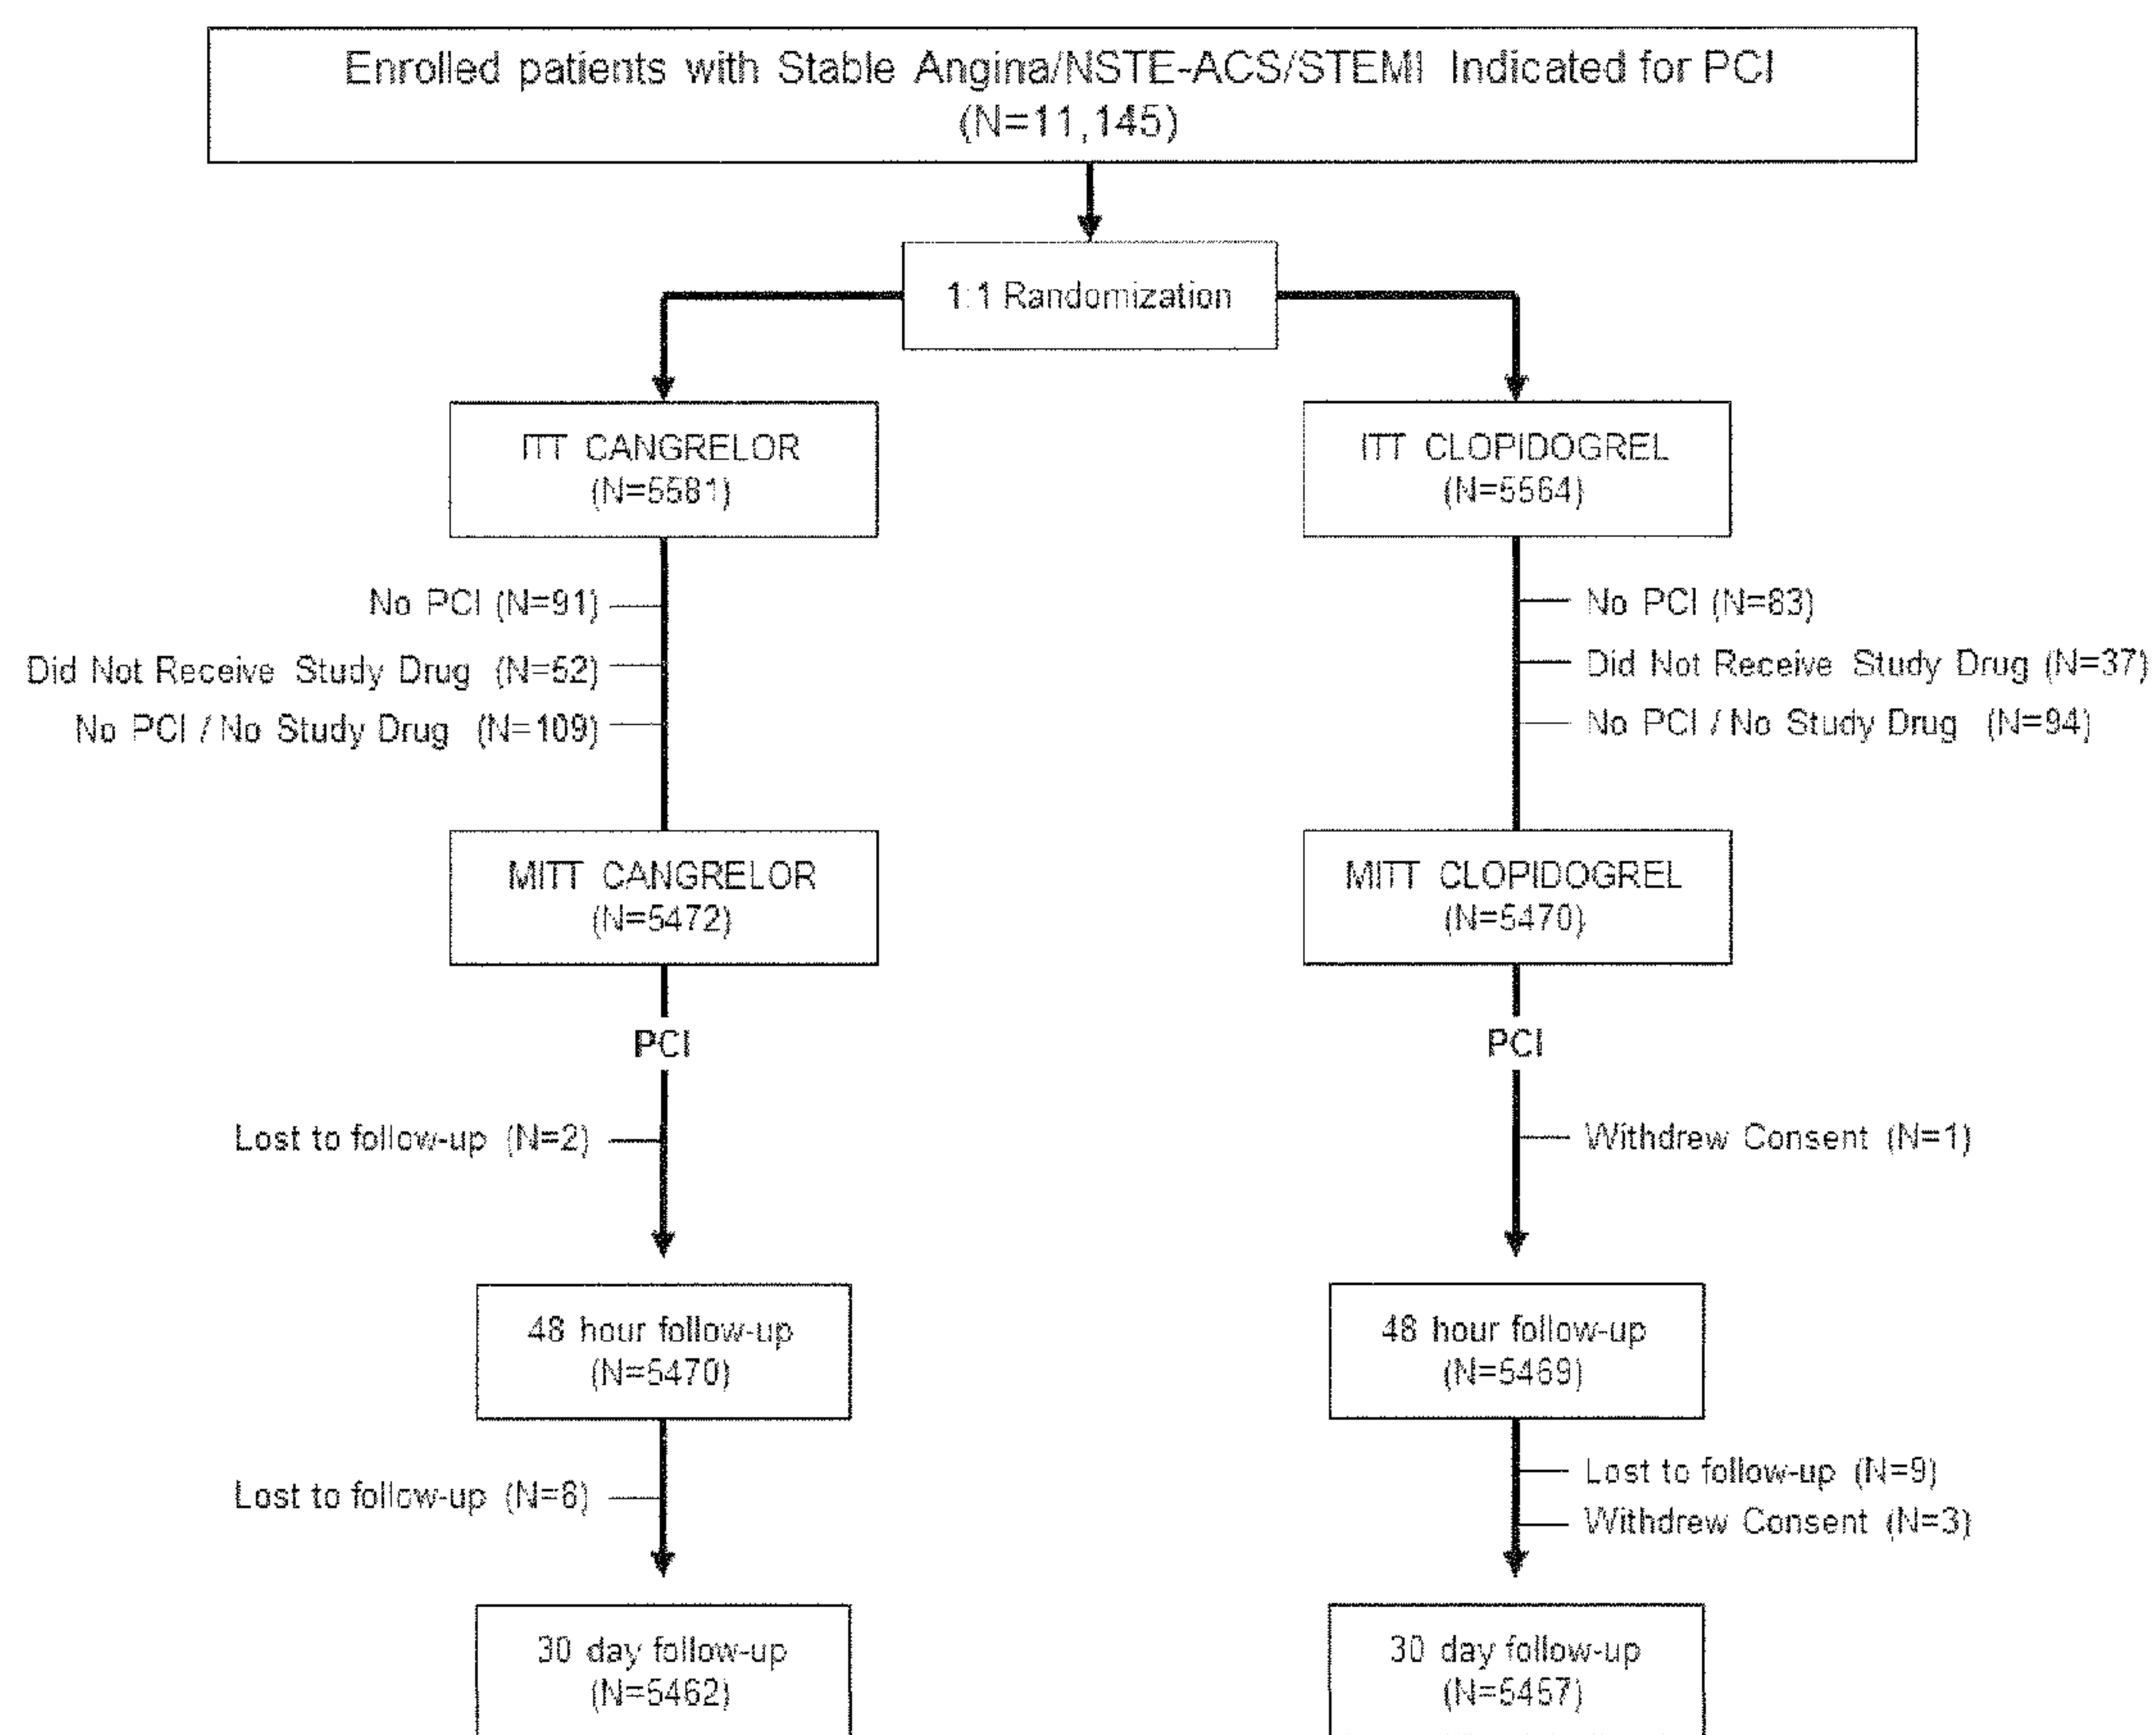 Enrolled patients with Stable Angina/NSTE-ACS/STEMI Indicated for PCI
(N=11,145)
1:1 Randomization
ITT CANGRELOR
(N=5581)
ITT CLOPIDOGREL
(N=5564)
No PCI (N=91)
Did Not Receive Study Drug (N=52)
No PCI / No Study Drug (N=109)
No PCI (N=83)
Did Not Receive Study Drug (N=37)
No PCI / No Study Drug (N=94)
MITT CANGRELOR
(N=5472)
MITT CLOPIDOGREL
(N=5470)
PCI
PCI
Lost to follow-up (N=2)
Withdrew Consent (N=1)
48 hour follow-up
(N=5470)
48 hour follow-up
(N=5469)
Lost to follow-up (N=8)
Lost to follow-up (N=9)
Withdrew Consent (N=3)
30 day follow-up
(N=5462)
30 day follow-up
(N=5457)